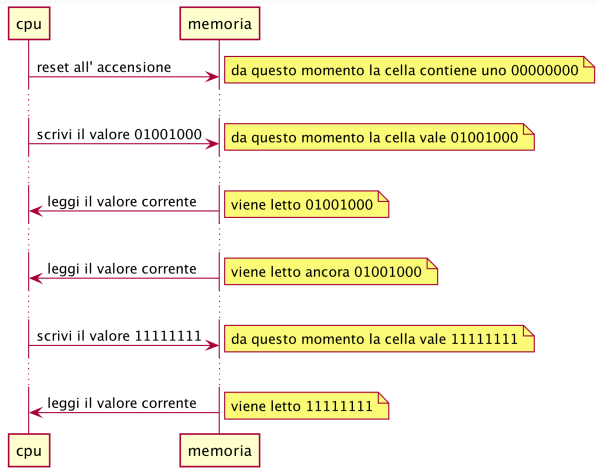 cpu
memoria
reset all' accensione
da questo momento la cella contiene uno 00000000
scrivi il valore 01001000
da questo momento la cella vale 01001000
leggi il valore corrente
viene letto 01001000
leggi il valore corrente
viene letto ancora 01001000
scrivi il valore 11111111
da questo momento la cella vale 11111111
leggi il valore corrente
viene letto 11111111
cpu
memoria